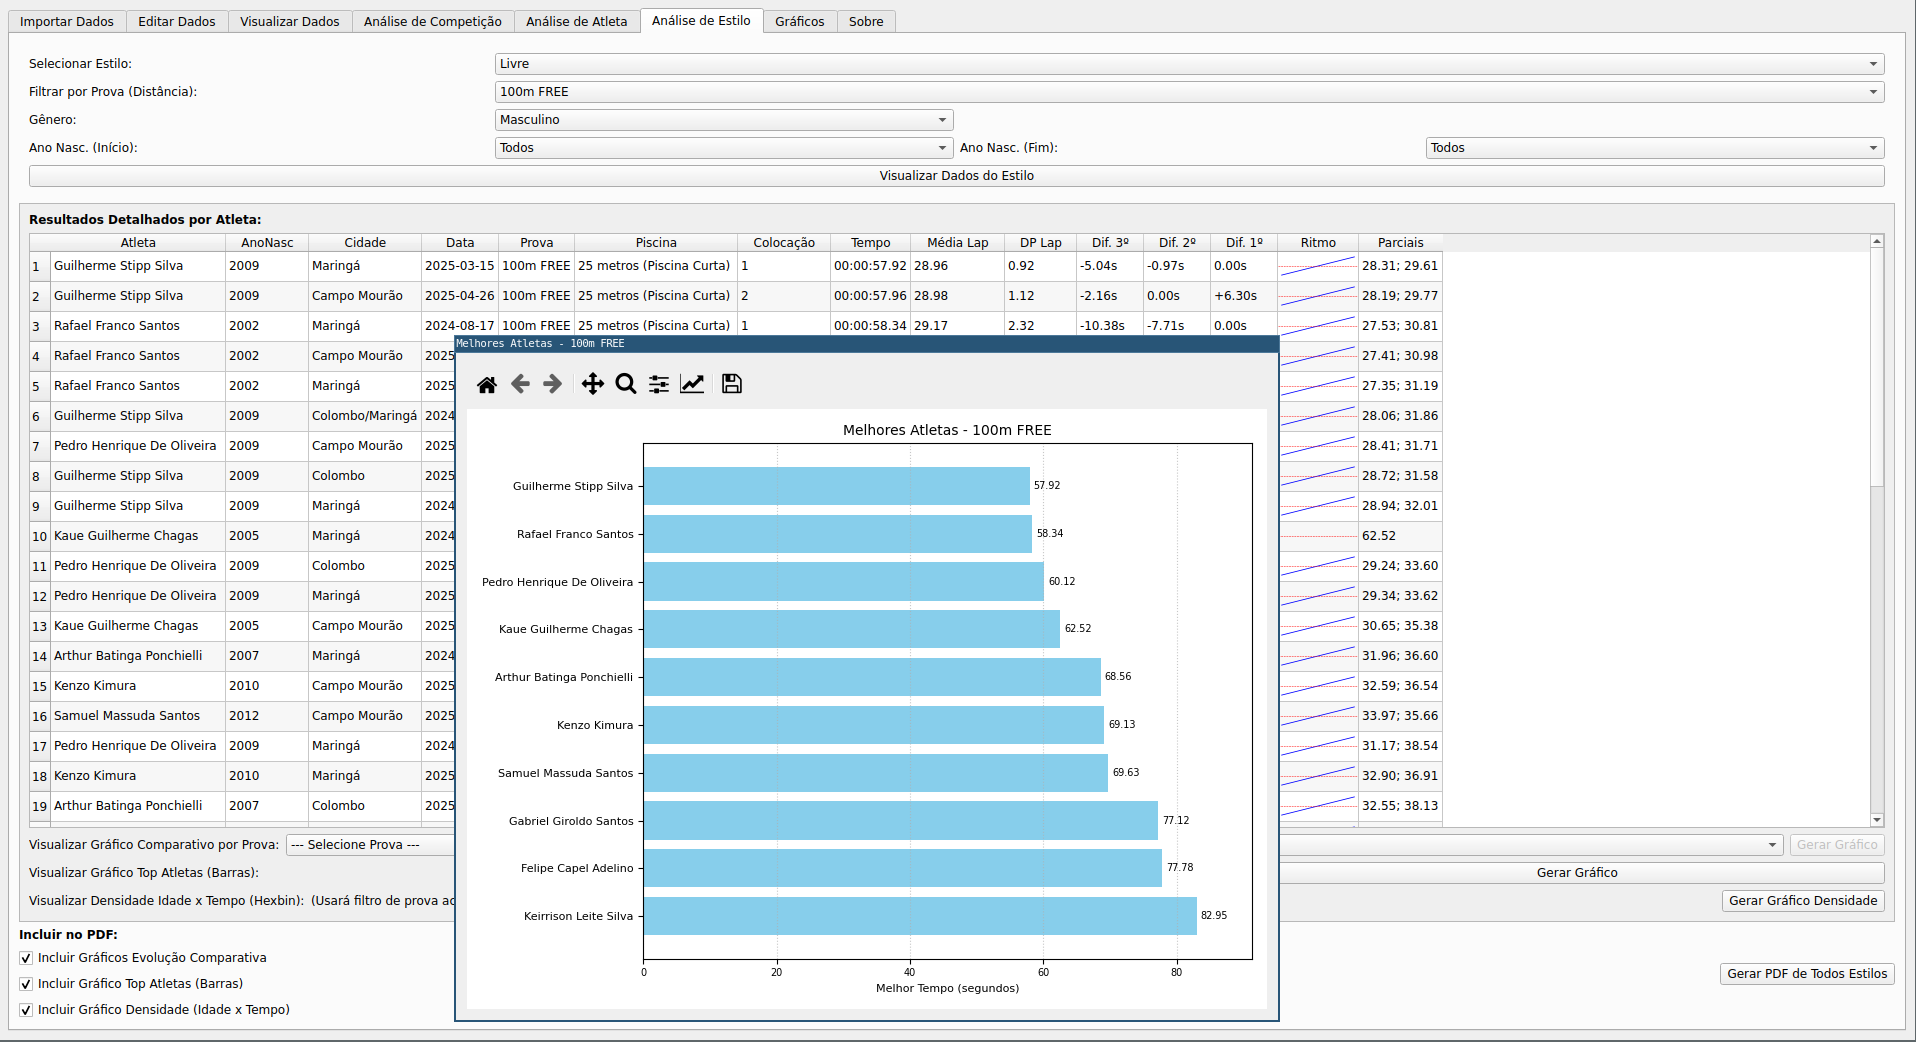 Importar Dados Editar Dados Visualizar Dados Análise de Competição Análise de Atleta Análise de Estilo Gráficos Sobre
Selecionar Estilo: Livre
Filtrar por Prova (Distância): 100m FREE
Gênero: Masculino
Ano Nasc. (Início): Todos Ano Nasc. (Fim): Todos
Visualizar Dados do Estilo
Resultados Detalhados por Atleta:
Atleta AnoNasc Cidade Data Prova Piscina Colocação Tempo Média Lap DP Lap Dif. 3º Dif. 2º Dif. 1º Ritmo Parciais
1 Guilherme Stipp Silva 2009 Maringá 2025-03-15 100m FREE 25 metros (Piscina Curta) 1 00:00:57.92 28.96 0.92 -5.04s -0.97s 0.00s 28.31; 29.61
2 Guilherme Stipp Silva 2009 Campo Mourão 2025-04-26 100m FREE 25 metros (Piscina Curta) 2 00:00:57.96 28.98 1.12 -2.16s 0.00s +6.30s 28.19; 29.77
3 Rafael Franco Santos 2002 Maringá 2024-08-17 100m FREE 25 metros (Piscina Curta) 1 00:00:58.34 29.17 2.32 -10.38s -7.71s 0.00s 27.53; 30.81
4 Rafael Franco Santos 2002 Campo Mourão 2025 27.41; 30.98
5 Rafael Franco Santos 2002 Maringá 2025 27.35; 31.19
6 Guilherme Stipp Silva 2009 Colombo/Maringá 2024 28.06; 31.86
7 Pedro Henrique De Oliveira 2009 Campo Mourão 2025 28.41; 31.71
8 Guilherme Stipp Silva 2009 Colombo 2025 28.72; 31.58
9 Guilherme Stipp Silva 2009 Maringá 2024 28.94; 32.01
10 Kaue Guilherme Chagas 2005 Maringá 2024 62.52
11 Pedro Henrique De Oliveira 2009 Colombo 2025 29.24; 33.60
12 Pedro Henrique De Oliveira 2009 Maringá 2025 29.34; 33.62
13 Kaue Guilherme Chagas 2005 Campo Mourão 2025 30.65; 35.38
14 Arthur Batinga Ponchielli 2007 Maringá 2024 31.96; 36.60
15 Kenzo Kimura 2010 Campo Mourão 2025 32.59; 36.54
16 Samuel Massuda Santos 2012 Campo Mourão 2025 33.97; 35.66
17 Pedro Henrique De Oliveira 2009 Maringá 2024 31.17; 38.54
18 Kenzo Kimura 2010 Maringá 2025 32.90; 36.91
19 Arthur Batinga Ponchielli 2007 Colombo 2025 32.55; 38.13
Visualizar Gráfico Comparativo por Prova: --- Selecione Prova --- Gerar Gráfico
Visualizar Gráfico Top Atletas (Barras): Gerar Gráfico
Visualizar Densidade Idade x Tempo (Hexbin): (Usará filtro de prova Gerar Gráfico Densidade
Incluir no PDF:
Incluir Gráficos Evolução Comparativa
Incluir Gráfico Top Atletas (Barras)
Incluir Gráfico Densidade (Idade x Tempo)
Gerar PDF de Todos Estilos
Melhores Atletas - 100m FREE
Melhores Atletas - 100m FREE
Guilherme Stipp Silva 57.92
Rafael Franco Santos 58.34
Pedro Henrique De Oliveira 60.12
Kaue Guilherme Chagas 62.52
Arthur Batinga Ponchielli 68.56
Kenzo Kimura 69.13
Samuel Massuda Santos 69.63
Gabriel Giroldo Santos 77.12
Felipe Capel Adelino 77.78
Keirrison Leite Silva 82.95
0 20 40 60 80
Melhor Tempo (segundos)